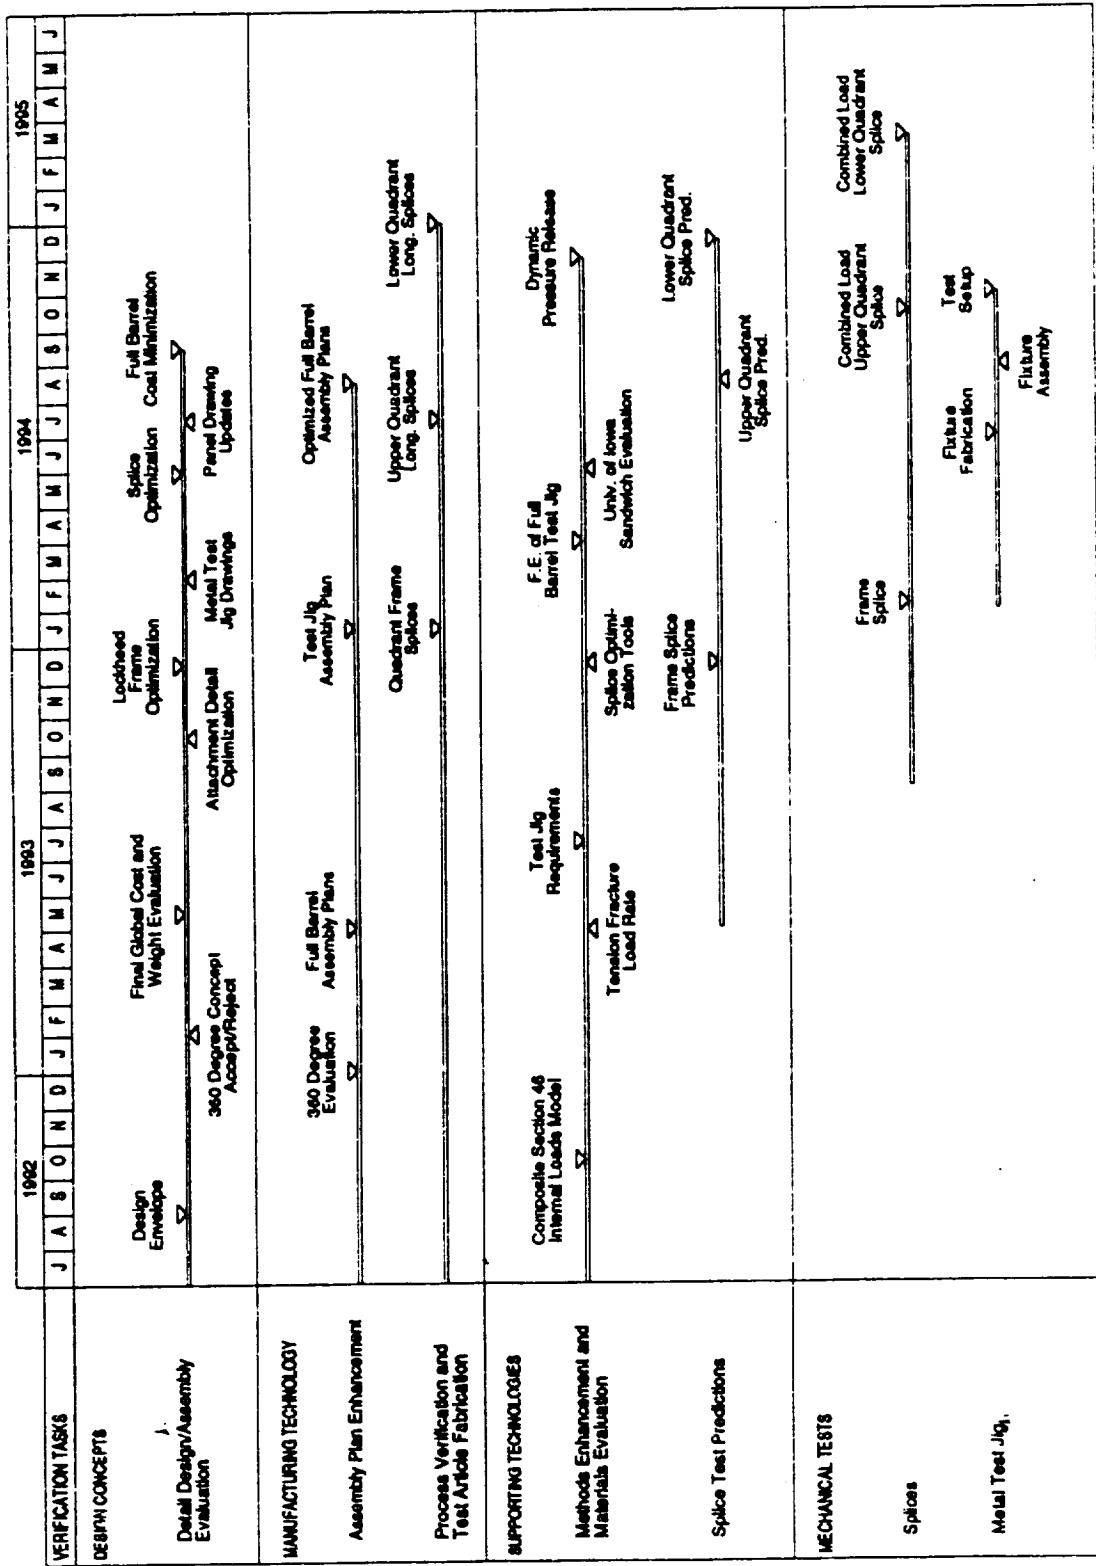 VERIFICATION TASKS
1992
1993
1994
1995
J A S O N D J F M A M J J A S O N D J F M A M J J A S O N D J F M A M J
DESIGN CONCEPTS
Detail Design/Assembly
Evaluation
Design
Envelope
360 Degree Concept
Accept/Reject
Final Global Cost and
Weight Evaluation
Attachment Detail
Optimization
Lockheed
Frame
Optimization
Metal Test
Jig Drawings
Splice
Optimization
Panel Drawing
Updates
Full Barrel
Cost Minimization
MANUFACTURING TECHNOLOGY
Assembly Plan Enhancement
360 Degree
Evaluation
Full Barrel
Assembly Plans
Test Jig
Assembly Plan
Optimized Full Barrel
Assembly Plans
Process Verification and
Test Article Fabrication
Quadrant Frame
Splices
Upper Quadrant
Long. Splices
Lower Quadrant
Long. Splices
SUPPORTING TECHNOLOGIES
Methods Enhancement and
Materials Evaluation
Composite Section 46
Internal Loads Model
Tension Fracture
Load Rate
Test Jig
Requirements
Splice Optimi-
zation Tools
F.E. of Full
Barrel Test Jig
Univ. of Iowa
Sandwich Evaluation
Dynamic
Pressure Release
Splice Test Predictions
Frame Splice
Predictions
Upper Quadrant
Splice Pred.
Lower Quadrant
Splice Pred.
MECHANICAL TESTS
Splices
Frame
Splice
Combined Load
Upper Quadrant
Splice
Combined Load
Lower Quadrant
Splice
Metal Test Jig
Fixture
Fabrication
Fixture
Assembly
Test
Setup